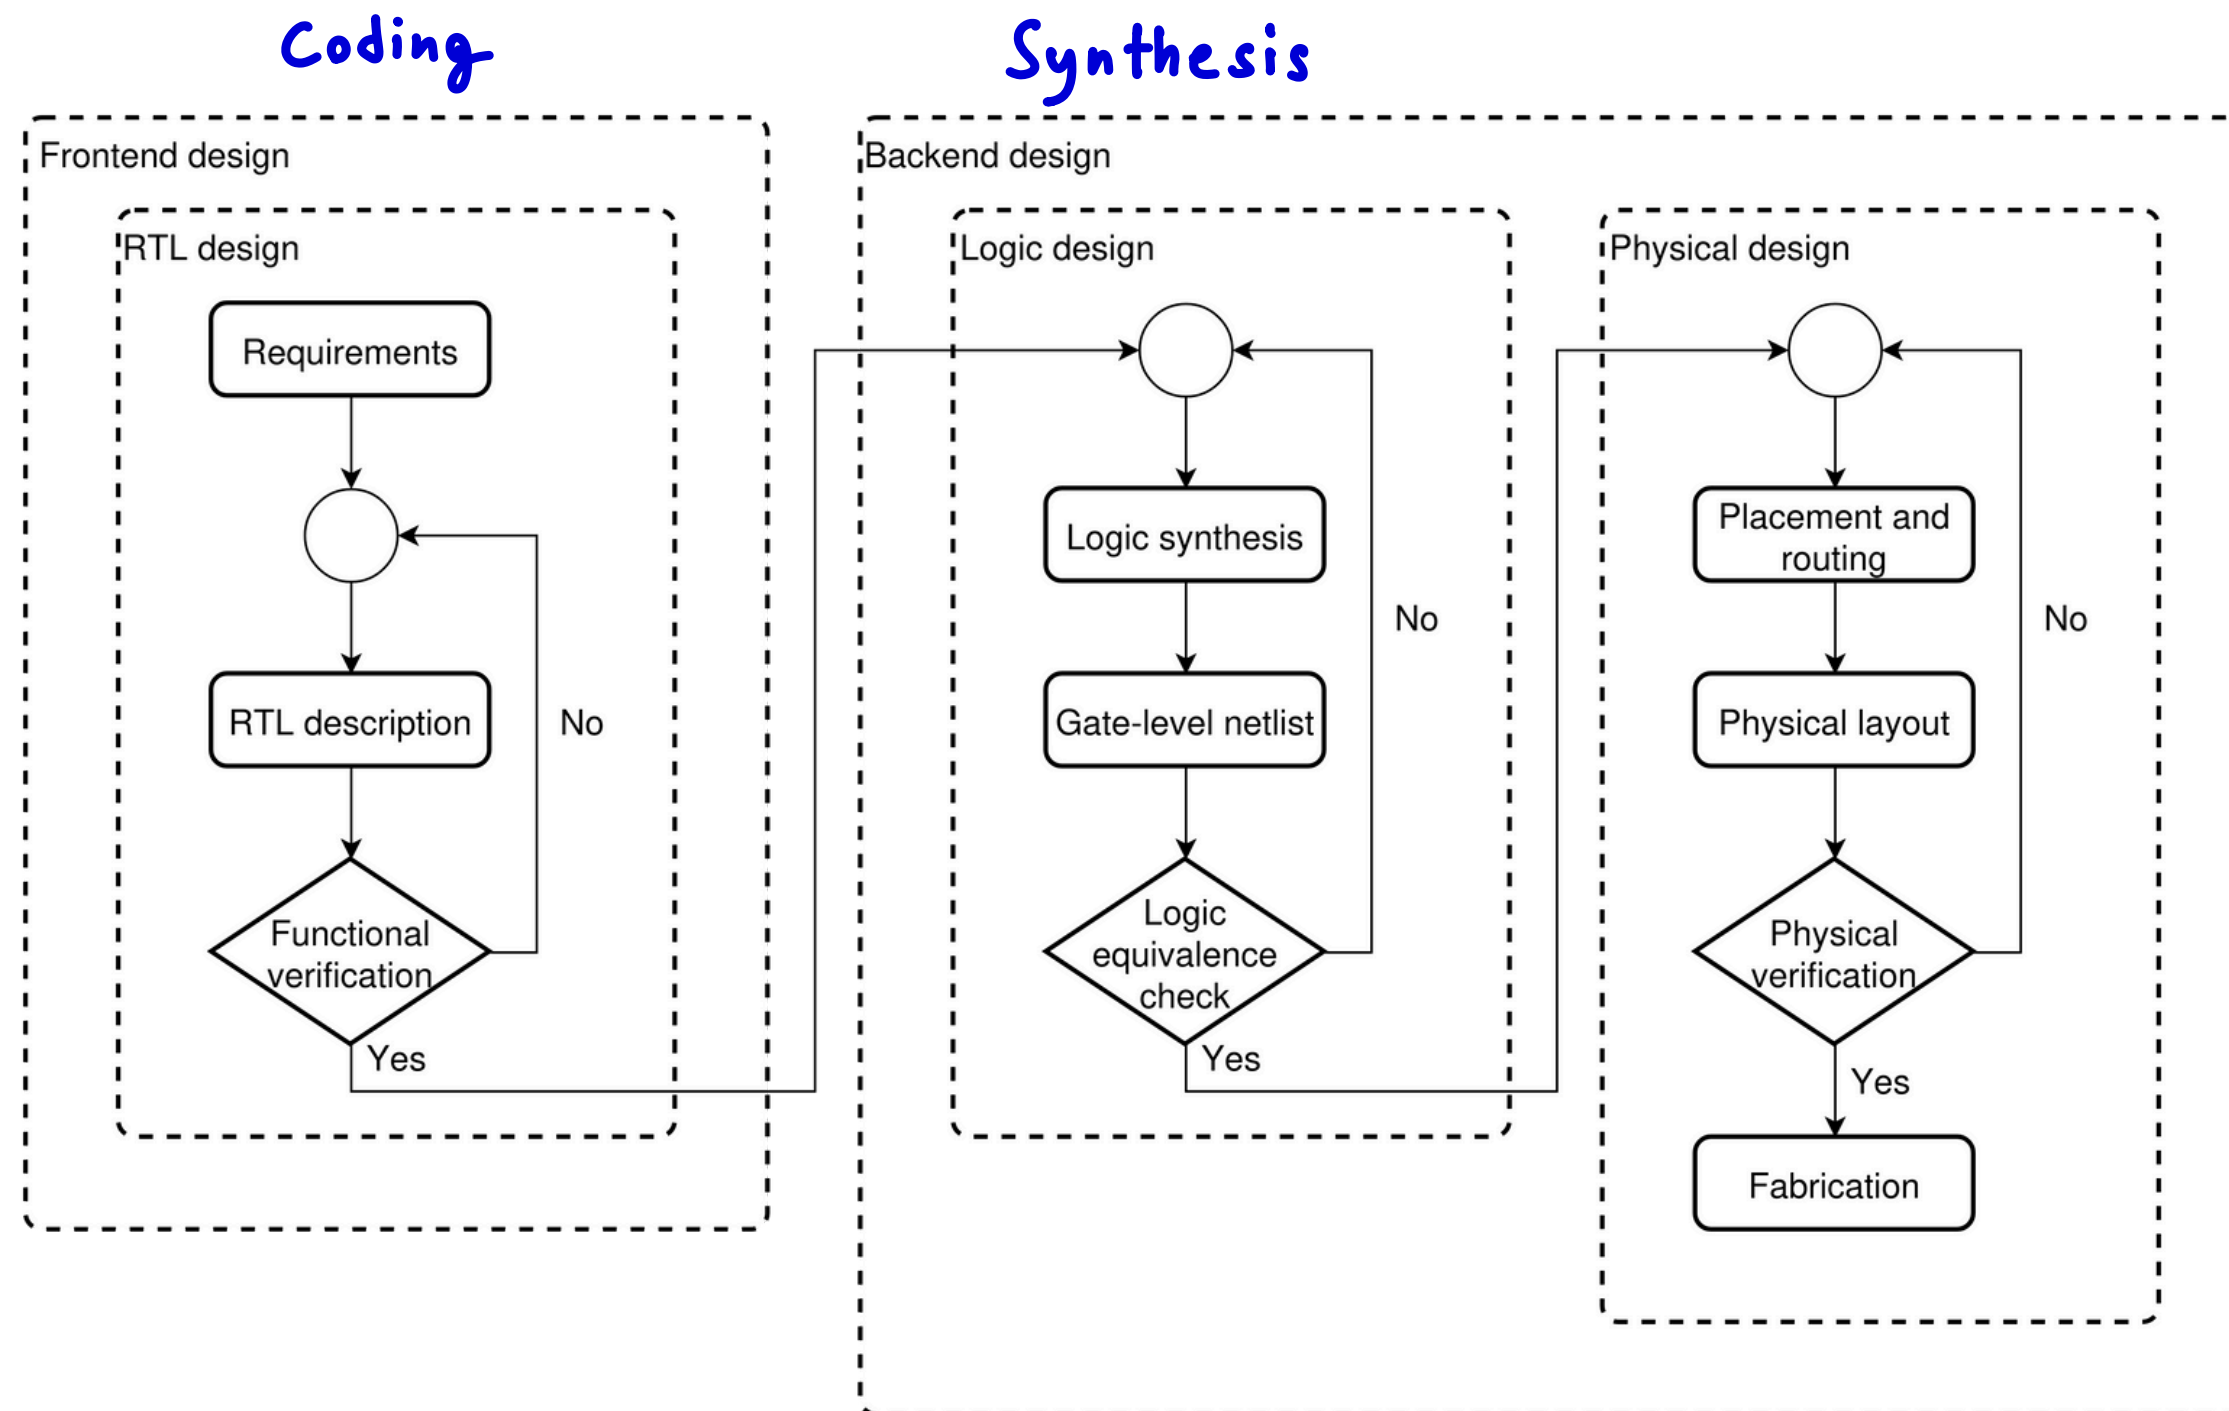 Coding
Synthesis
Frontend design
RTL design
Requirements
RTL description
No
Functional
verification
Yes
Backend design
Logic design
Logic synthesis
No
Gate-level netlist
Logic
equivalence
check
Yes
Physical design
Placement and
routing
No
Physical layout
Physical
verification
Yes
Fabrication